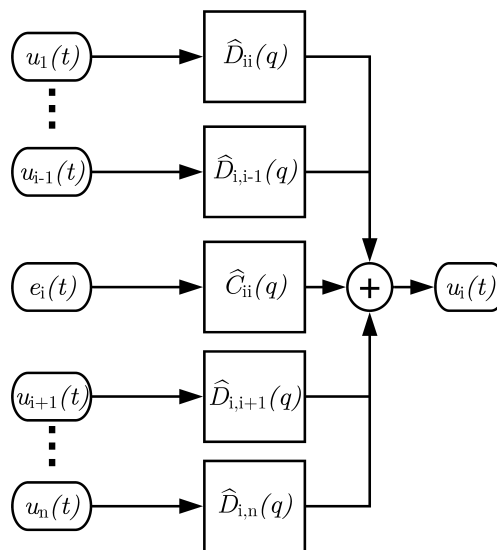 u₁(t) D̂ᵢᵢ(q)
uᵢ₋₁(t) D̂ᵢ,ᵢ₋₁(q)
eᵢ(t) Ĉᵢᵢ(q) + uᵢ(t)
uᵢ₊₁(t) D̂ᵢ,ᵢ₊₁(q)
uₙ(t) D̂ᵢ,ₙ(q)